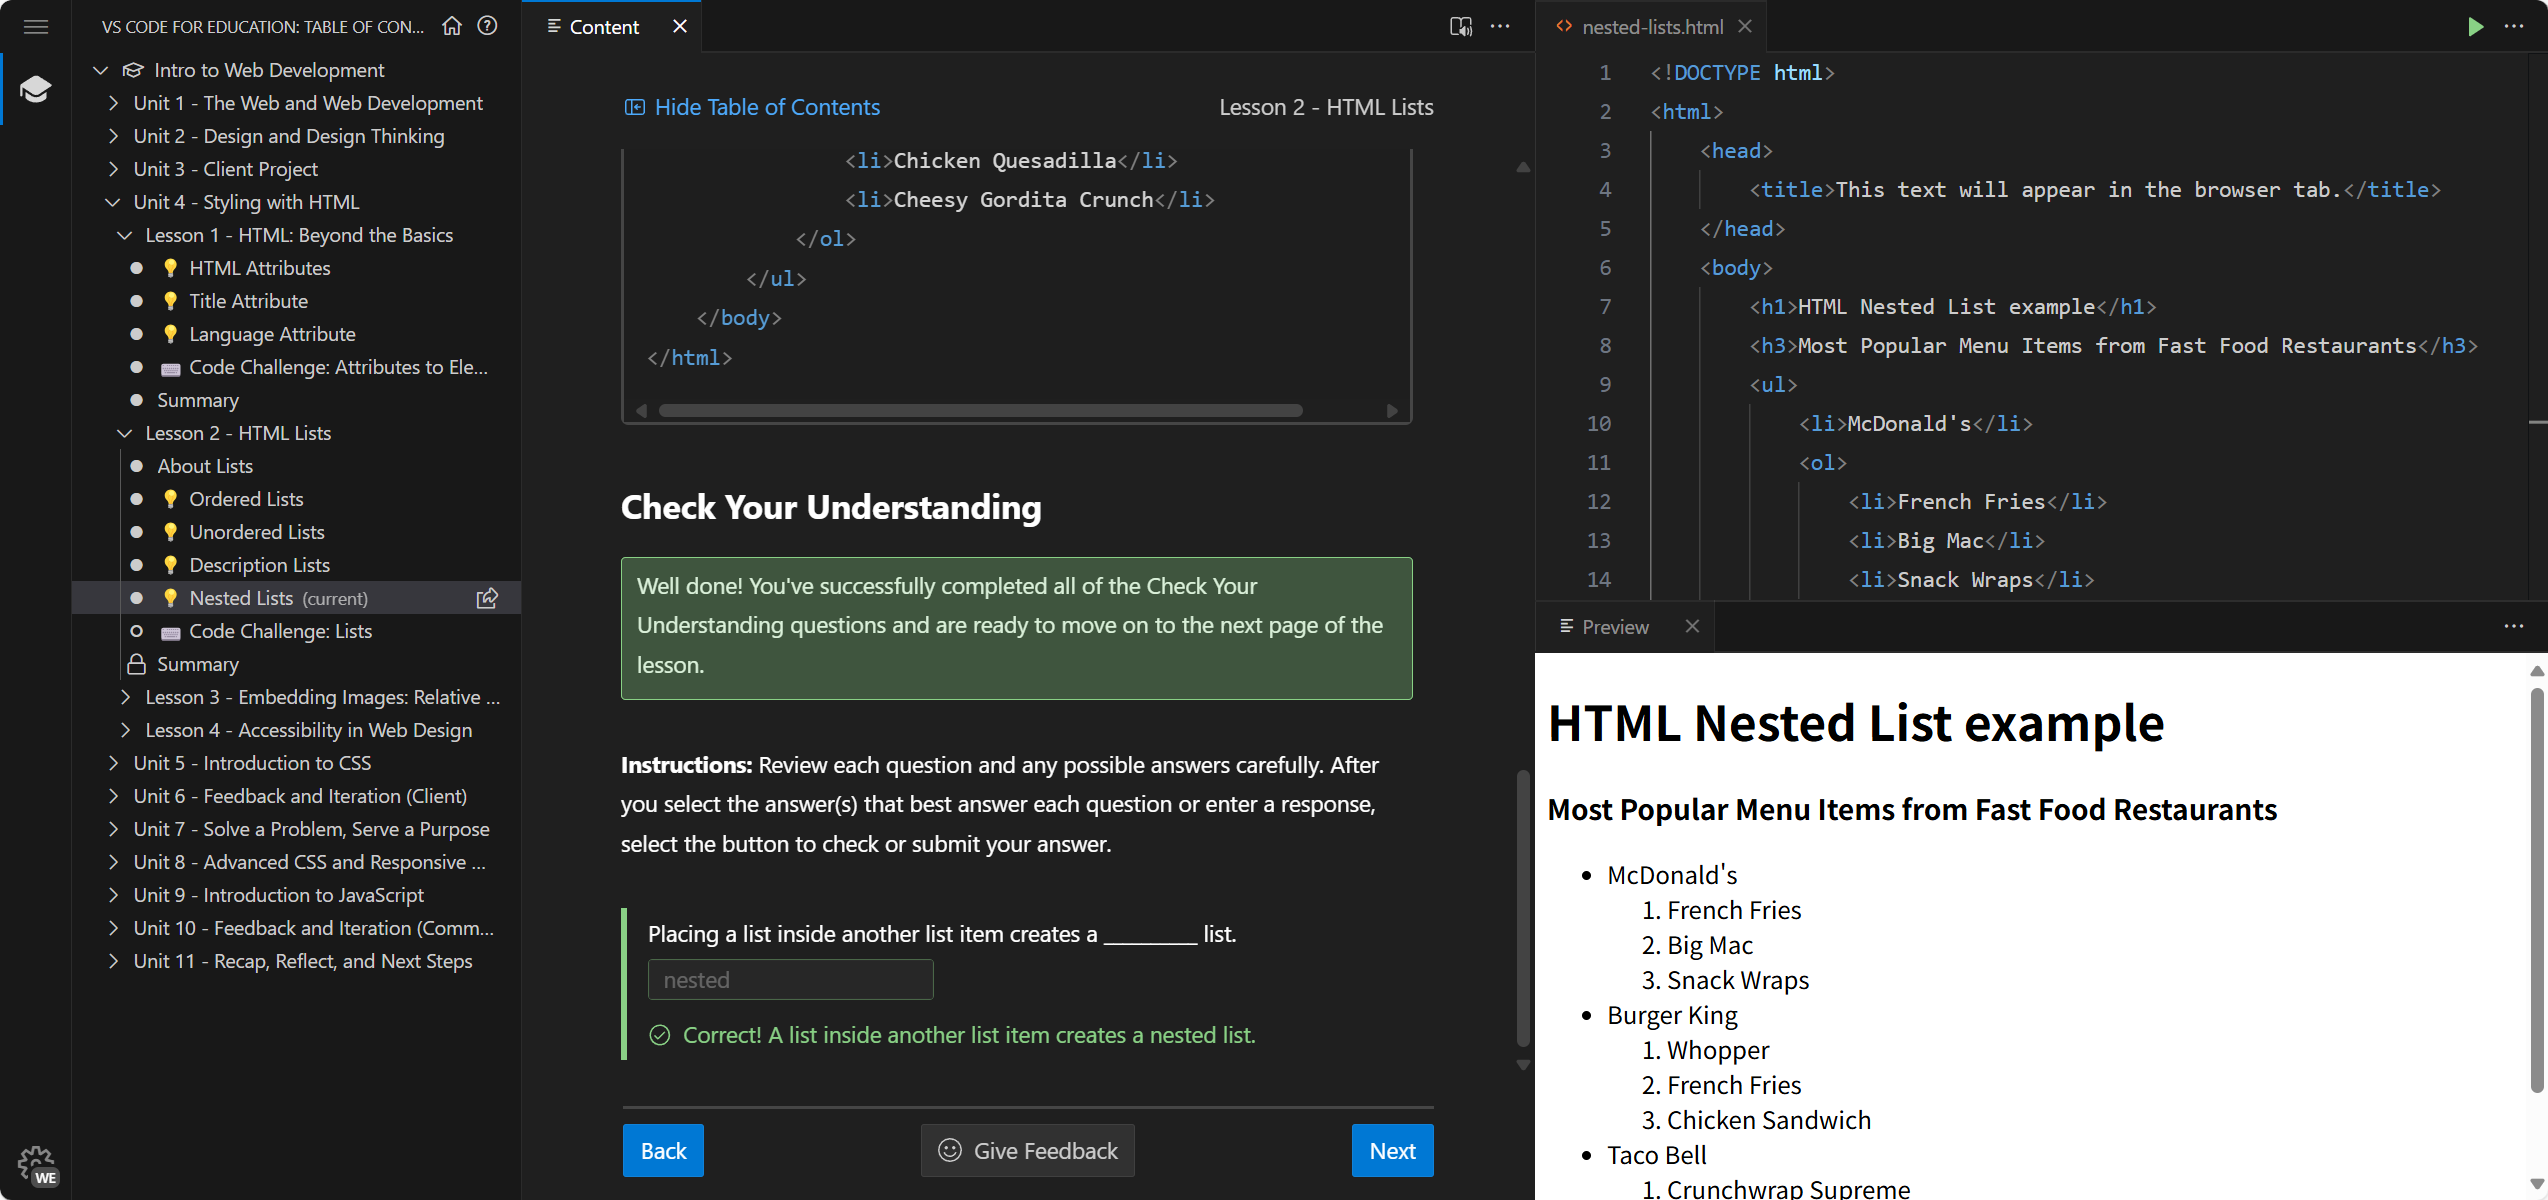 VS CODE FOR EDUCATION: TABLE OF CON...
Intro to Web Development
Unit 1 - The Web and Web Development
Unit 2 - Design and Design Thinking
Unit 3 - Client Project
Unit 4 - Styling with HTML
Lesson 1 - HTML: Beyond the Basics
HTML Attributes
Title Attribute
Language Attribute
Code Challenge: Attributes to Ele...
Summary
Lesson 2 - HTML Lists
About Lists
Ordered Lists
Unordered Lists
Description Lists
Nested Lists (current)
Code Challenge: Lists
Summary
Lesson 3 - Embedding Images: Relative ...
Lesson 4 - Accessibility in Web Design
Unit 5 - Introduction to CSS
Unit 6 - Feedback and Iteration (Client)
Unit 7 - Solve a Problem, Serve a Purpose
Unit 8 - Advanced CSS and Responsive ...
Unit 9 - Introduction to JavaScript
Unit 10 - Feedback and Iteration (Comm...
Unit 11 - Recap, Reflect, and Next Steps
WE
Content
Hide Table of Contents
Lesson 2 - HTML Lists
<li>Chicken Quesadilla</li>
<li>Cheesy Gordita Crunch</li>
</ol>
</ul>
</body>
</html>
Check Your Understanding
Well done! You've successfully completed all of the Check Your
Understanding questions and are ready to move on to the next page of the
lesson.
Instructions: Review each question and any possible answers carefully. After
you select the answer(s) that best answer each question or enter a response,
select the button to check or submit your answer.
Placing a list inside another list item creates a _________ list.
nested
Correct! A list inside another list item creates a nested list.
Back
Give Feedback
Next
nested-lists.html
1 <!DOCTYPE html>
2 <html>
3 <head>
4 <title>This text will appear in the browser tab.</title>
5 </head>
6 <body>
7 <h1>HTML Nested List example</h1>
8 <h3>Most Popular Menu Items from Fast Food Restaurants</h3>
9 <ul>
10 <li>McDonald's</li>
11 <ol>
12 <li>French Fries</li>
13 <li>Big Mac</li>
14 <li>Snack Wraps</li>
Preview
HTML Nested List example
Most Popular Menu Items from Fast Food Restaurants
• McDonald's
1. French Fries
2. Big Mac
3. Snack Wraps
• Burger King
1. Whopper
2. French Fries
3. Chicken Sandwich
• Taco Bell
1. Crunchwrap Supreme